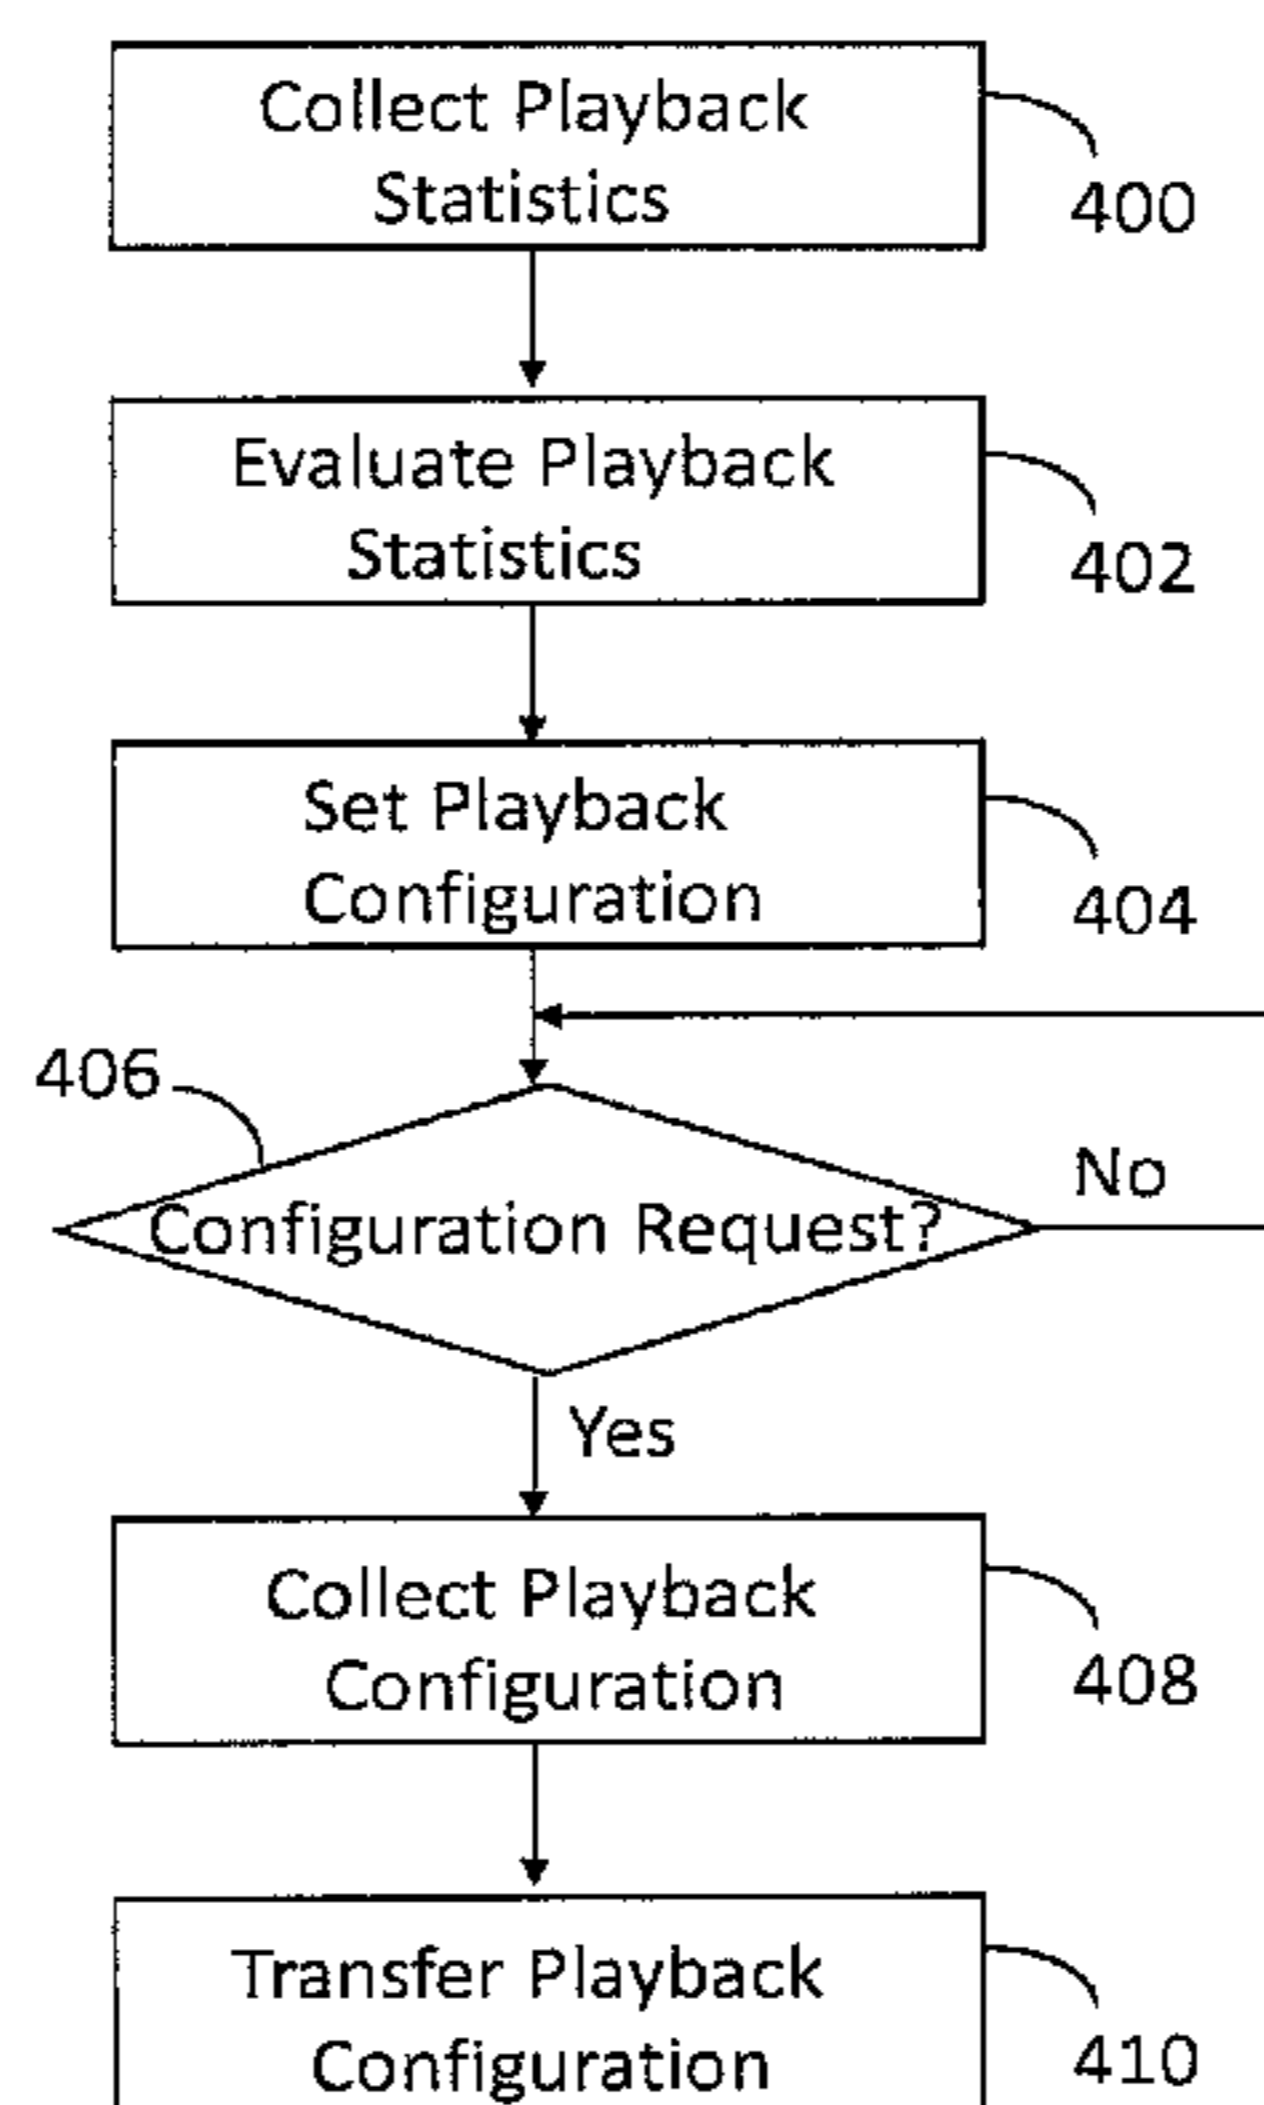 Collect Playback
Statistics
400
Evaluate Playback
Statistics
402
Set Playback
Configuration
404
406
Configuration Request?
No
Yes
Collect Playback
Configuration
408
Transfer Playback
Configuration
410